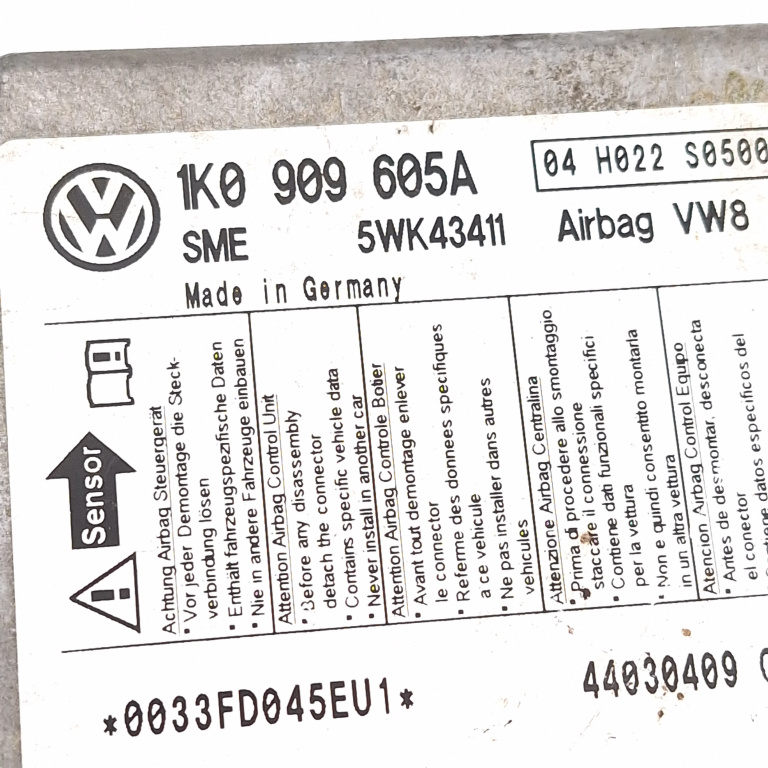 1K0 909 605A
04 H022 S0500
SME 5WK43411 Airbag VW8
Made in Germany
Sensor
Achtung Airbag Steuergerät
• Vor jeder Demontage die Steck-
verbindung lösen
• Enthält fahrzeugspezifische Daten
• Nie in andere Fahrzeuge einbauen
Attention Airbag Control Unit
• Before any disassembly
detach the connector
• Contains specific vehicle data
• Never install in another car
Attention Airbag Controle Botier
• Avant tout demontage enlever
le connector
• Referme des donnees specifiques
a ce vehicule
• Ne pas installer dans autres
vehicules
Attenzione Airbag Centralina
• Prima di procedere allo smontaggio
staccare il connessione
• Contiene dati funzionali specifici
per la vettura
• Non e quindi consentito montarla
in un altra vettura
Atencion Airbag Control Equipo
• Antes de desmontar, desconecta
el conector
datos especificos del
*0033FD045EU1*
44030409